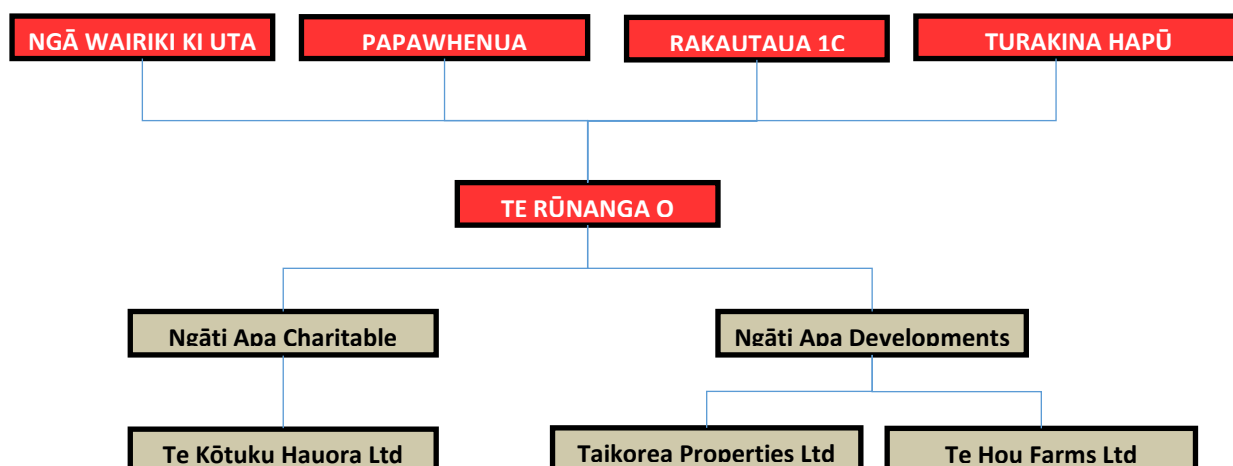 NGĀ WAIRIKI KI UTA
PAPAWHENUA
RAKAUTAUA 1C
TURAKINA HAPŪ
TE RŪNANGA O
Ngāti Apa Charitable
Ngāti Apa Developments
Te Kōtuku Hauora Ltd
Taikorea Properties Ltd
Te Hou Farms Ltd